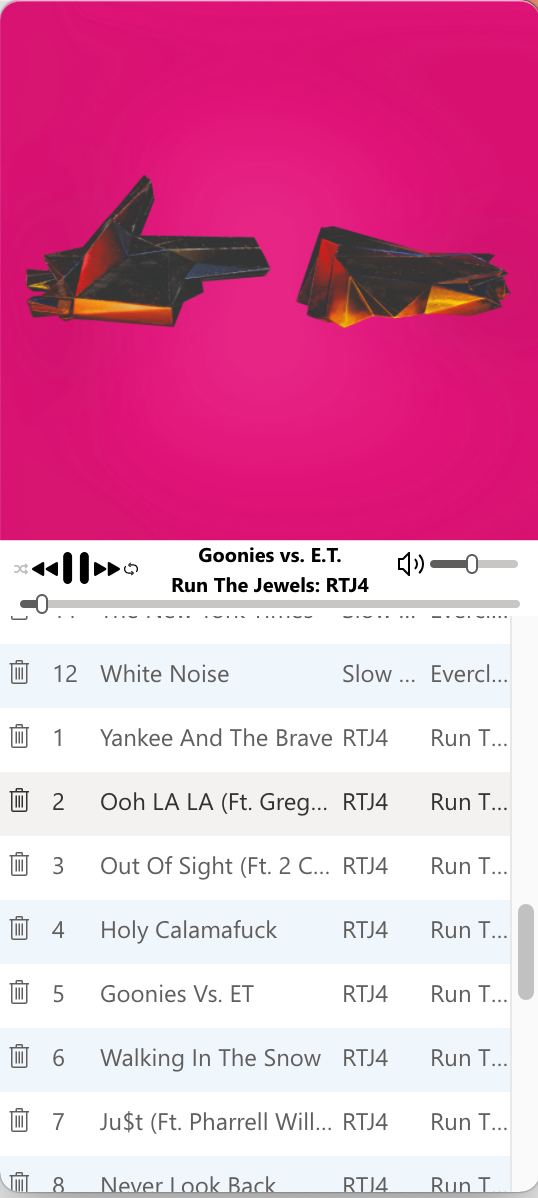 Goonies vs. E.T.
Run The Jewels: RTJ4
11 The New York Times Slow ... Evercl...
12 White Noise Slow ... Evercl...
1 Yankee And The Brave RTJ4 Run T...
2 Ooh LA LA (Ft. Greg... RTJ4 Run T...
3 Out Of Sight (Ft. 2 C... RTJ4 Run T...
4 Holy Calamafuck RTJ4 Run T...
5 Goonies Vs. ET RTJ4 Run T...
6 Walking In The Snow RTJ4 Run T...
7 Ju$t (Ft. Pharrell Will... RTJ4 Run T...
8 Never Look Back RTJ4 Run T...